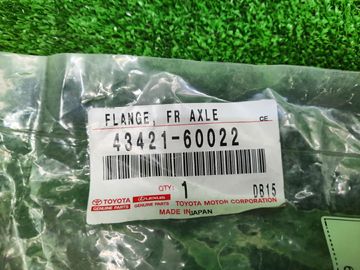 FLANGE, FR AXLE
CE
43421-60022
QTY: 1
DB15
TOYOTA LEXUS TOYOTA MOTOR CORPORATION
GENUINE PARTS GENUINE PARTS
MADE IN JAPAN